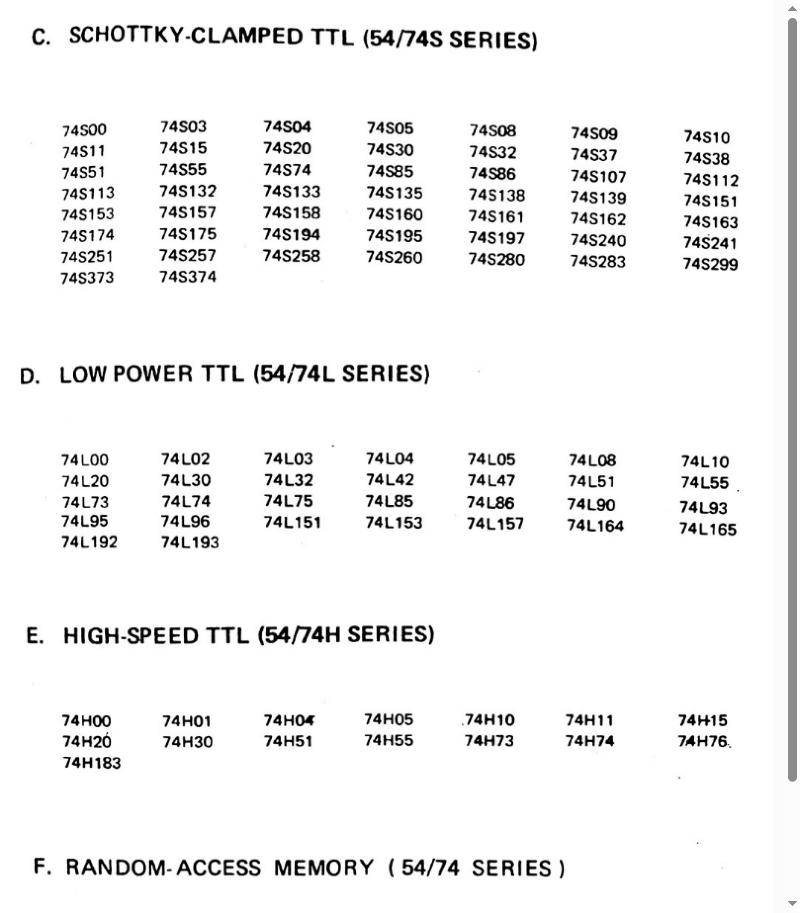 C. SCHOTTKY-CLAMPED TTL (54/74S SERIES)
74S00 74S03 74S04 74S05 74S08 74S09 74S10
74S11 74S15 74S20 74S30 74S32 74S37 74S38
74S51 74S55 74S74 74S85 74S86 74S107 74S112
74S113 74S132 74S133 74S135 74S138 74S139 74S151
74S153 74S157 74S158 74S160 74S161 74S162 74S163
74S174 74S175 74S194 74S195 74S197 74S240 74S241
74S251 74S257 74S258 74S260 74S280 74S283 74S299
74S373 74S374
D. LOW POWER TTL (54/74L SERIES)
74L00 74L02 74L03 74L04 74L05 74L08 74L10
74L20 74L30 74L32 74L42 74L47 74L51 74L55
74L73 74L74 74L75 74L85 74L86 74L90 74L93
74L95 74L96 74L151 74L153 74L157 74L164 74L165
74L192 74L193
E. HIGH-SPEED TTL (54/74H SERIES)
74H00 74H01 74H04 74H05 74H10 74H11 74H15
74H20 74H30 74H51 74H55 74H73 74H74 74H76
74H183
F. RANDOM-ACCESS MEMORY (54/74 SERIES)